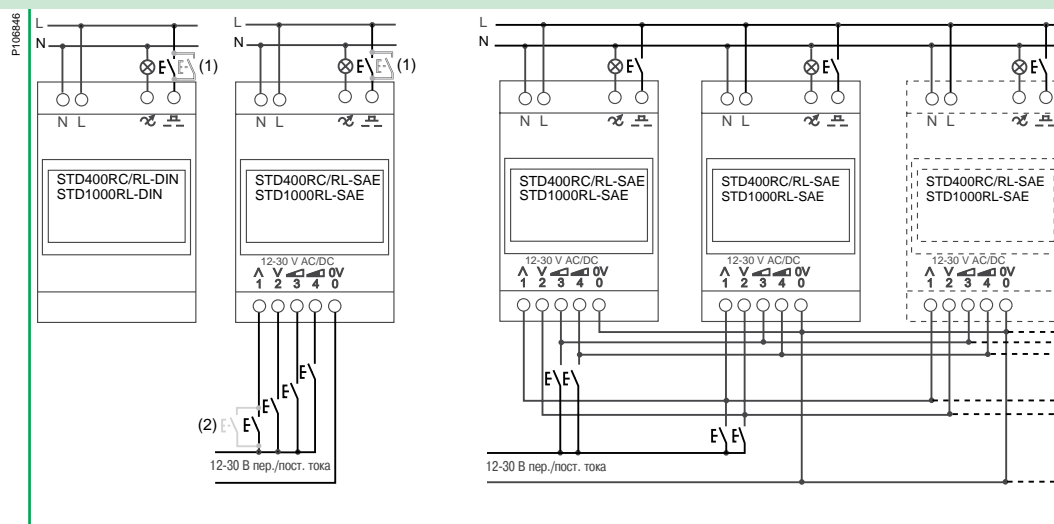 P106846
L
N
(1)
N L
STD400RC/RL-DIN
STD1000RL-DIN
L
N
(1)
N L
STD400RC/RL-SAE
STD1000RL-SAE
12-30 V AC/DC
0V
1 2 3 4 0
(2)
12-30 В пер./пост. тока
L
N
N L
STD400RC/RL-SAE
STD1000RL-SAE
12-30 V AC/DC
0V
1 2 3 4 0
N L
STD400RC/RL-SAE
STD1000RL-SAE
12-30 V AC/DC
0V
1 2 3 4 0
N L
STD400RC/RL-SAE
STD1000RL-SAE
12-30 V AC/DC
0V
1 2 3 4 0
12-30 В пер./пост. тока